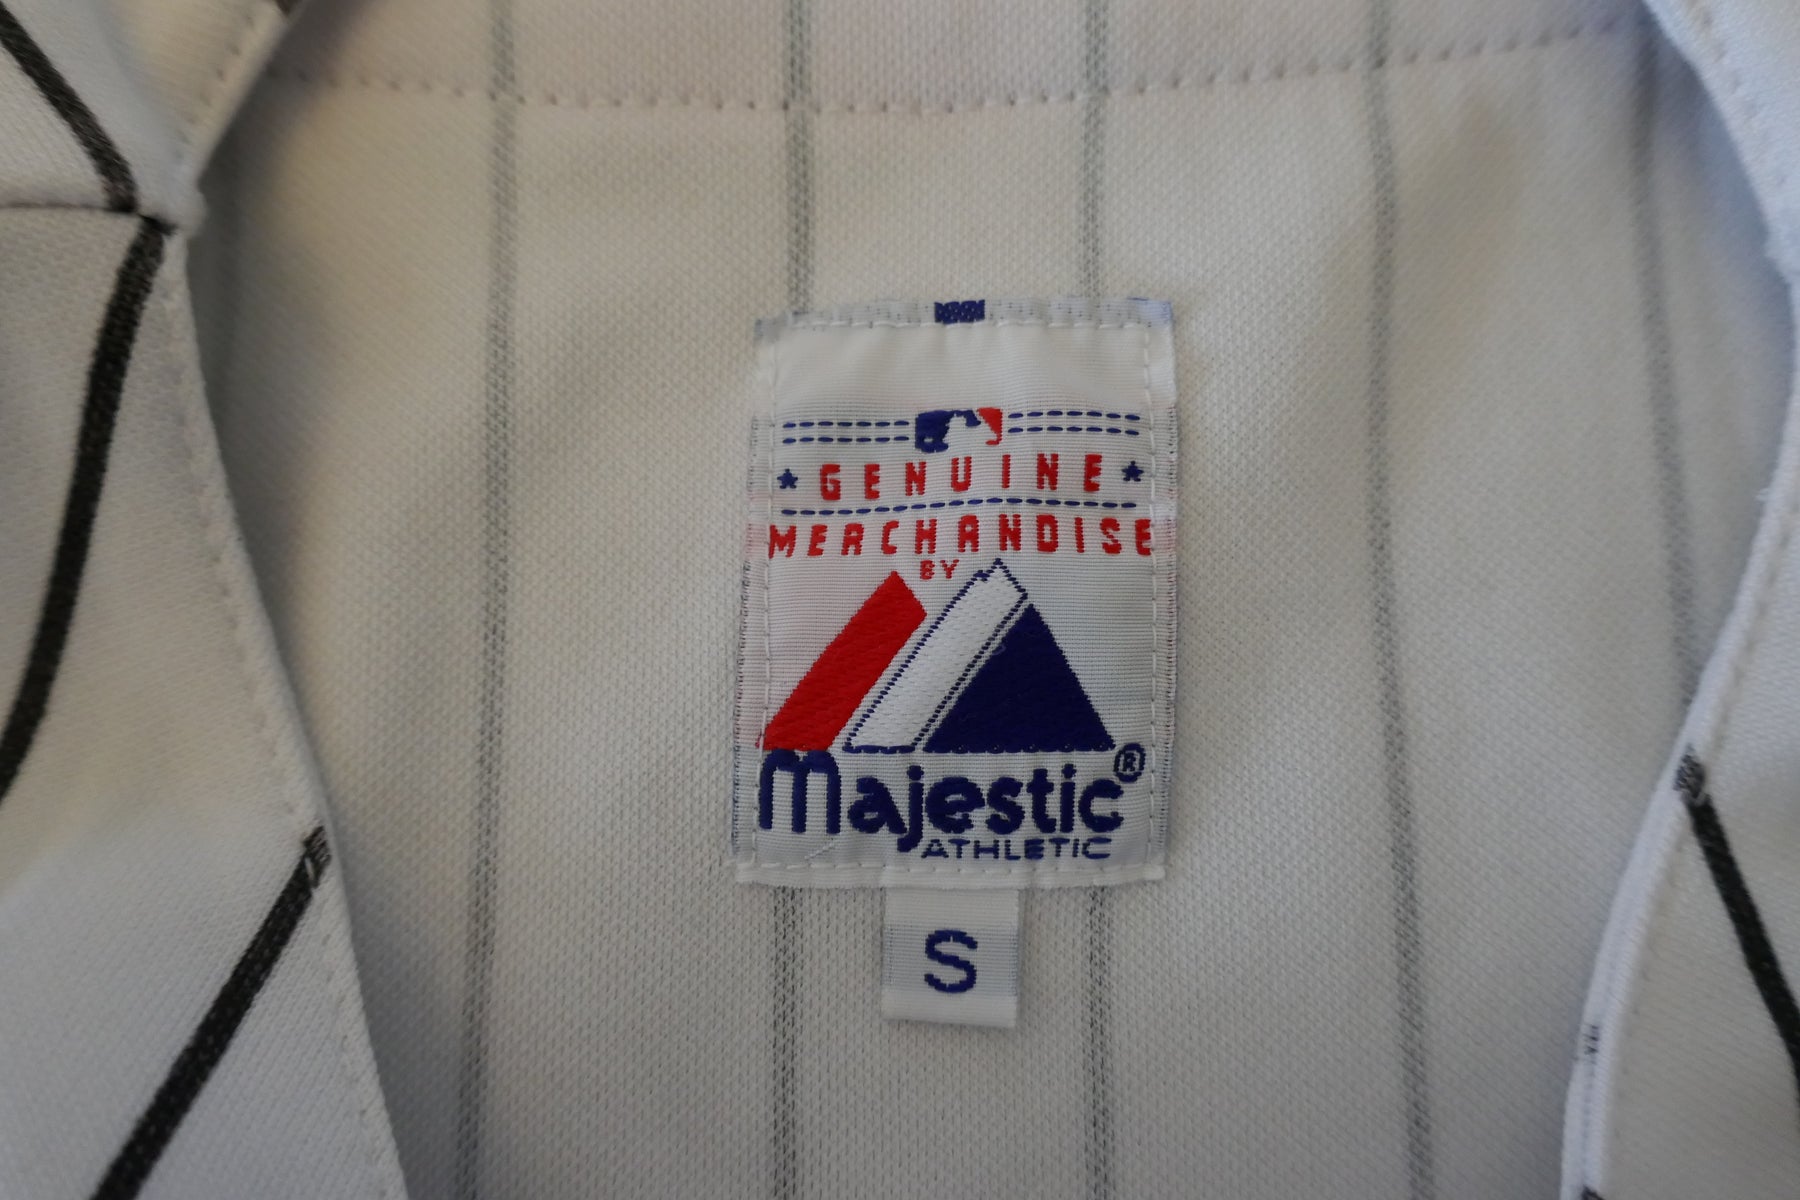 GENUINE
MERCHANDISE
BY
Majestic®
ATHLETIC
S